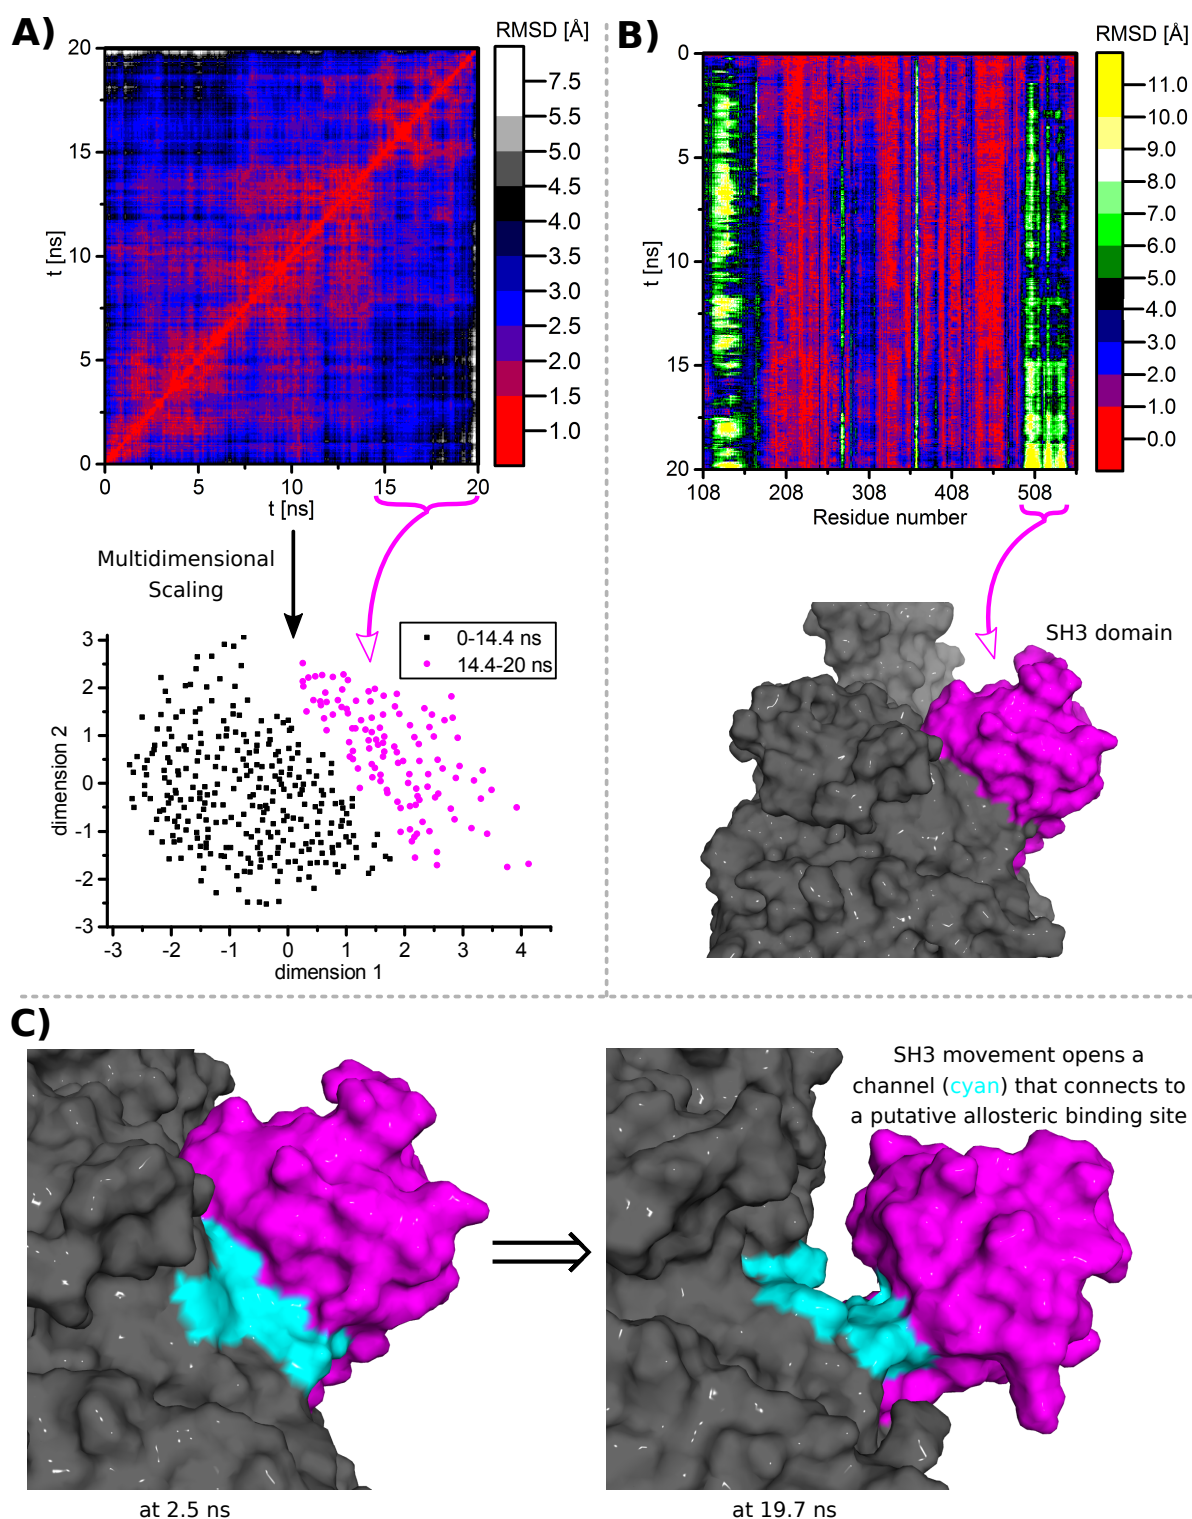 A)
RMSD [Å]
20
15
10
5
0
t [ns]
7.5
5.5
5.0
4.5
4.0
3.5
3.0
2.5
2.0
1.5
1.0
0 5 10 15 20
t [ns]
Multidimensional
Scaling
0-14.4 ns
14.4-20 ns
3
2
1
0
-1
-2
-3
dimension 2
-3 -2 -1 0 1 2 3 4
dimension 1
B)
RMSD [Å]
0
5
10
15
20
t [ns]
11.0
10.0
9.0
8.0
7.0
6.0
5.0
4.0
3.0
2.0
1.0
0.0
108 208 308 408 508
Residue number
SH3 domain
C)
SH3 movement opens a
channel (cyan) that connects to
a putative allosteric binding site
at 2.5 ns
at 19.7 ns